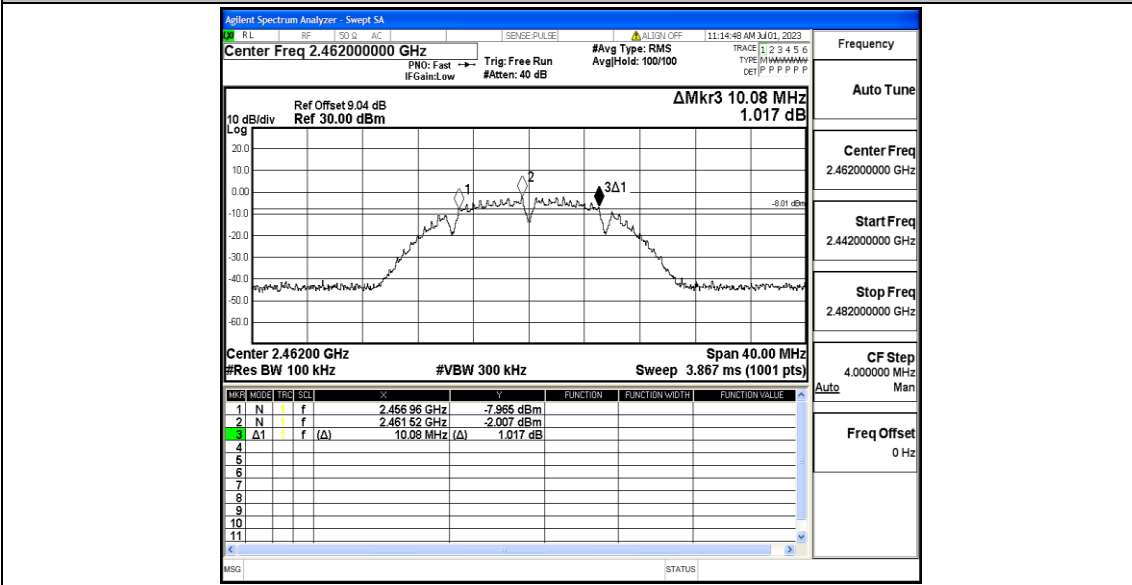 Agilent Spectrum Analyzer - Swept SA
RL RF 50 Ω AC SENSE:PULSE ALIGN OFF 11:14:48 AM Jul 01, 2023
Center Freq 2.462000000 GHz
PNO: Fast
IFGain:Low
Trig: Free Run
#Atten: 40 dB
#Avg Type: RMS
Avg|Hold: 100/100
TRACE 1 2 3 4 5 6
TYPE M
DET P P P P P P
Frequency
Auto Tune
Center Freq
2.462000000 GHz
Start Freq
2.442000000 GHz
Stop Freq
2.482000000 GHz
CF Step
4.000000 MHz
Auto Man
Freq Offset
0 Hz
ΔMkr3 10.08 MHz
1.017 dB
Ref Offset 9.04 dB
10 dB/div Ref 30.00 dBm
Log
20.0
10.0
0.00
-10.0
-20.0
-30.0
-40.0
-50.0
-60.0
1
2
3Δ1
-8.01 dBm
Center 2.46200 GHz Span 40.00 MHz
#Res BW 100 kHz #VBW 300 kHz Sweep 3.867 ms (1001 pts)
MKR MODE TRC SCL X Y FUNCTION FUNCTION WIDTH FUNCTION VALUE
1 N 1 f 2.456 96 GHz -7.965 dBm
2 N 1 f 2.461 52 GHz -2.007 dBm
3 Δ1 1 f (Δ) 10.08 MHz (Δ) 1.017 dB
4
5
6
7
8
9
10
11
MSG STATUS